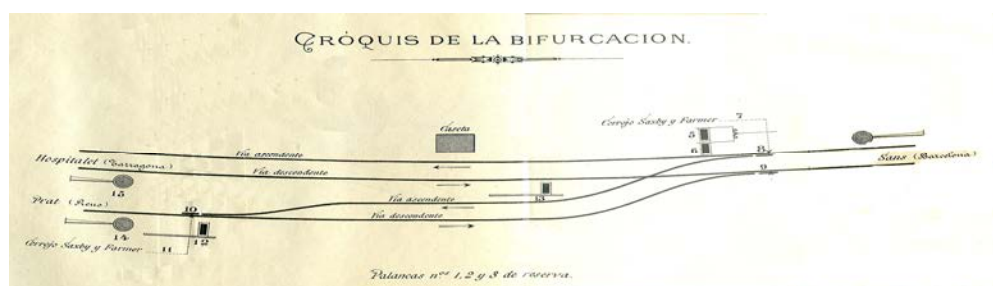 CRÓQUIS DE LA BIFURCACION.
Caseta
Cerrojo Saxby y Farmer
7
5
6
8
Vía ascendente
Hospitalet (Tarragona)
Vía descendente
Sans (Barcelona)
9
15
13
Prat (Reus)
Vía ascendente
10
Vía descendente
14
12
Cerrojo Saxby y Farmer
11
Palancas nos 1, 2 y 3 de reserva.